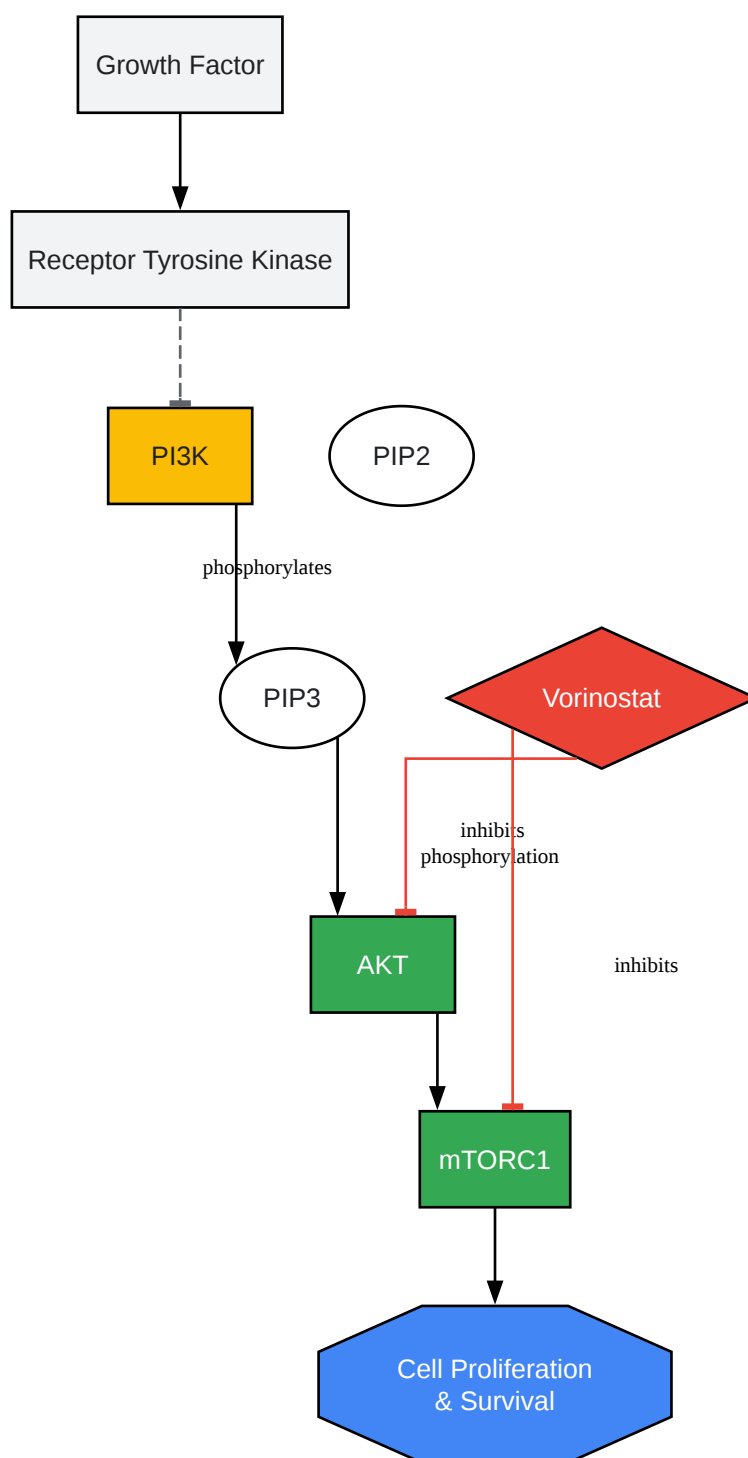 Growth Factor
Receptor Tyrosine Kinase
PI3K
PIP2
phosphorylates
PIP3
Vorinostat
inhibits
phosphorylation
AKT
inhibits
mTORC1
Cell Proliferation
& Survival